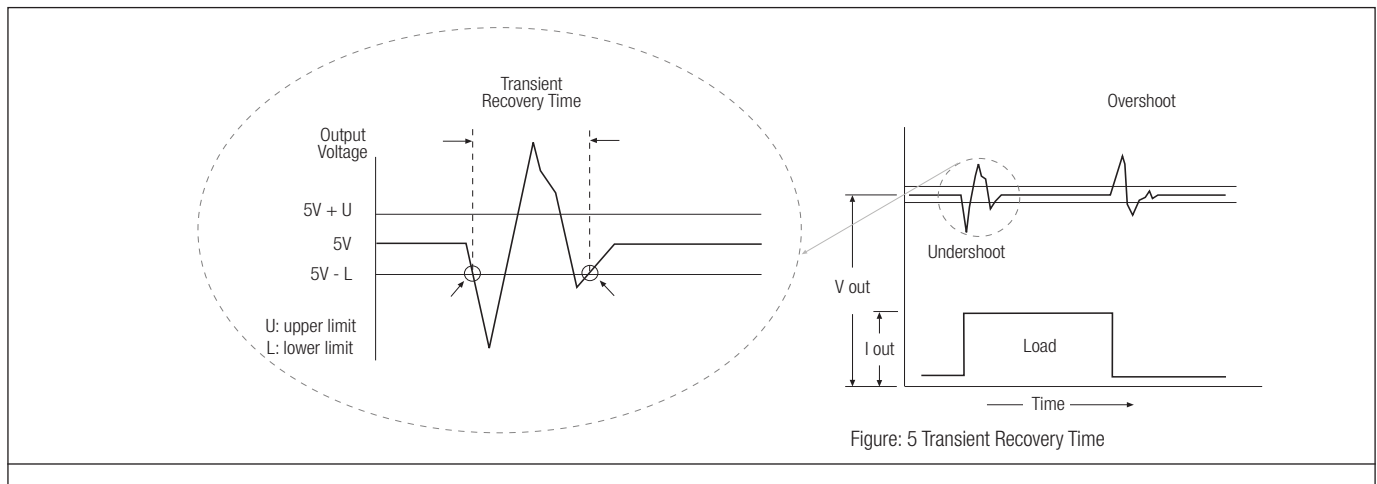 Transient
Recovery Time
Output
Voltage
5V + U
5V
5V - L
U: upper limit
L: lower limit
Overshoot
Undershoot
V out
I out
Load
Time
Figure: 5 Transient Recovery Time